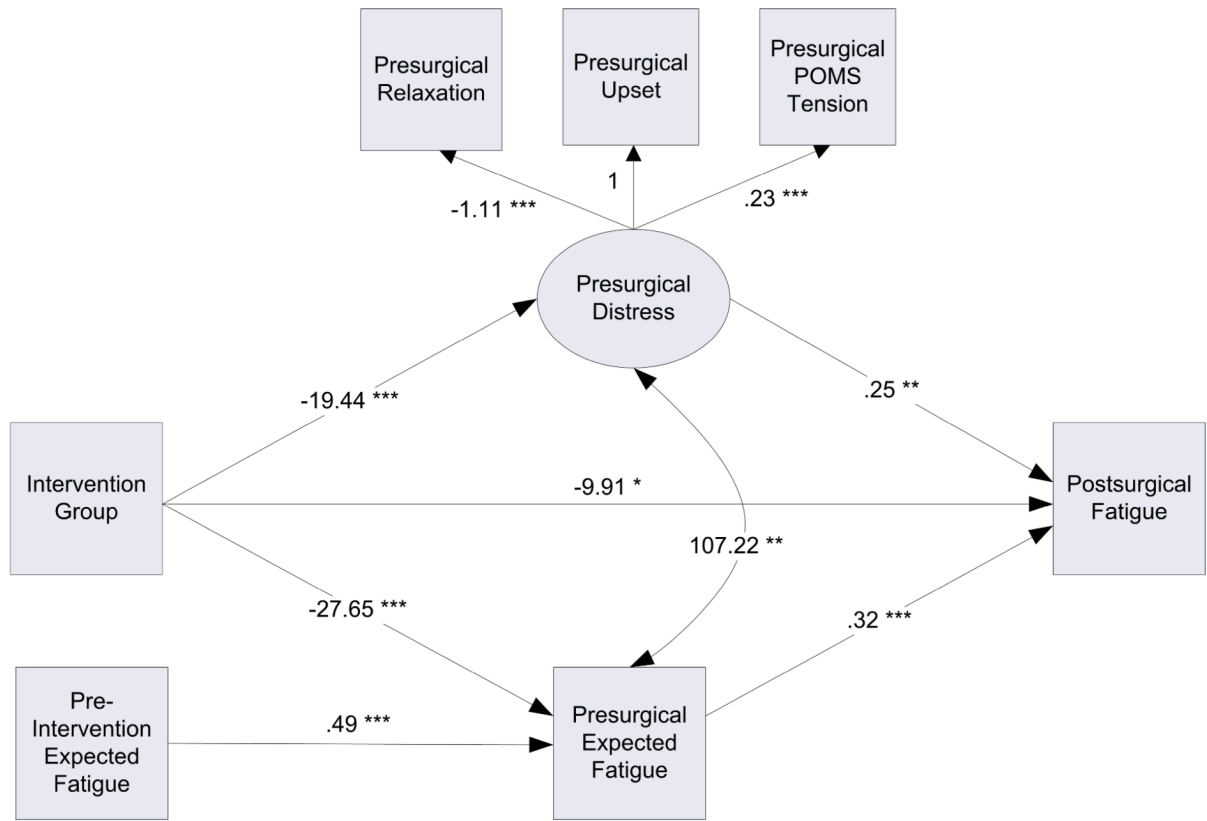 Presurgical
Relaxation
Presurgical
Upset
Presurgical
POMS
Tension
-1.11 ***
1
.23 ***
Presurgical
Distress
-19.44 ***
.25 **
Intervention
Group
-9.91 *
Postsurgical
Fatigue
107.22 **
-27.65 ***
.32 ***
Pre-
Intervention
Expected
Fatigue
.49 ***
Presurgical
Expected
Fatigue